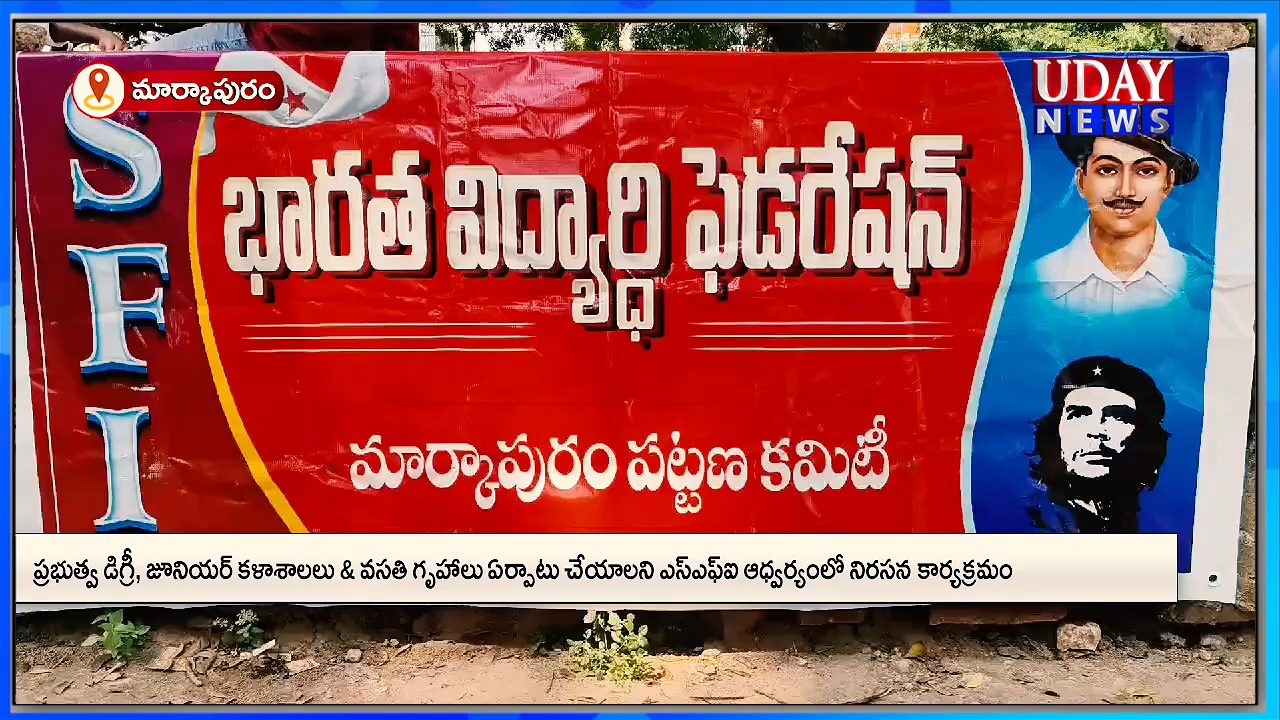 మార్కాపురం
UDAY
NEWS
SFI
భారత విద్యార్థి ఫెడరేషన్
మార్కాపురం పట్టణ కమిటీ
ప్రభుత్వ డిగ్రీ, జూనియర్ కళాశాలలు & వసతి గృహాలు ఏర్పాటు చేయాలని ఎస్ఎఫ్ఐ ఆధ్వర్యంలో నిరసన కార్యక్రమం